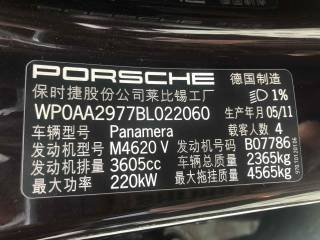 PORSCHE 德国制造
保时捷股份公司莱比锡工厂 1%
WP0AA2977BL022060 生产年月 05/11
车辆型号 Panamera 载客人数 4
发动机型号 M4620 V 发动机号码 B07786
发动机排量 3605cc 车辆总质量 2365kg
最大功率 220kW 最大拖挂质量 4565kg